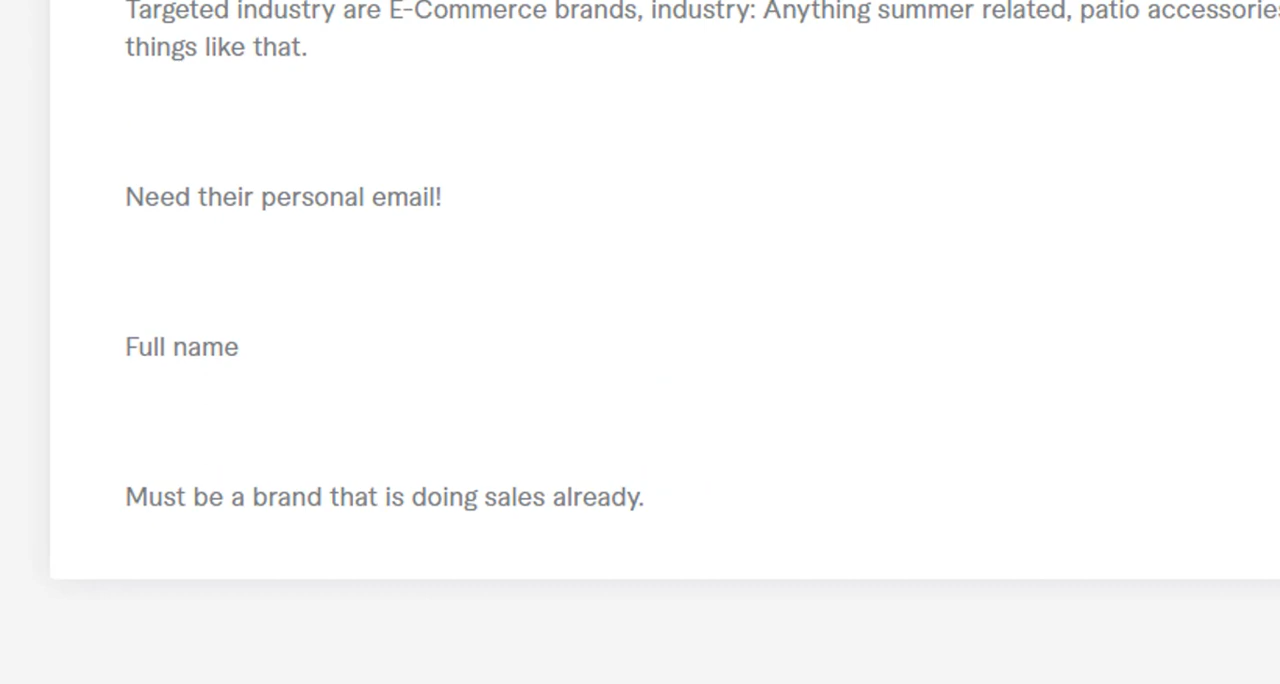 Targeted industry are E-Commerce brands, industry: Anything summer related, patio accessories
things like that.
Need their personal email!
Full name
Must be a brand that is doing sales already.